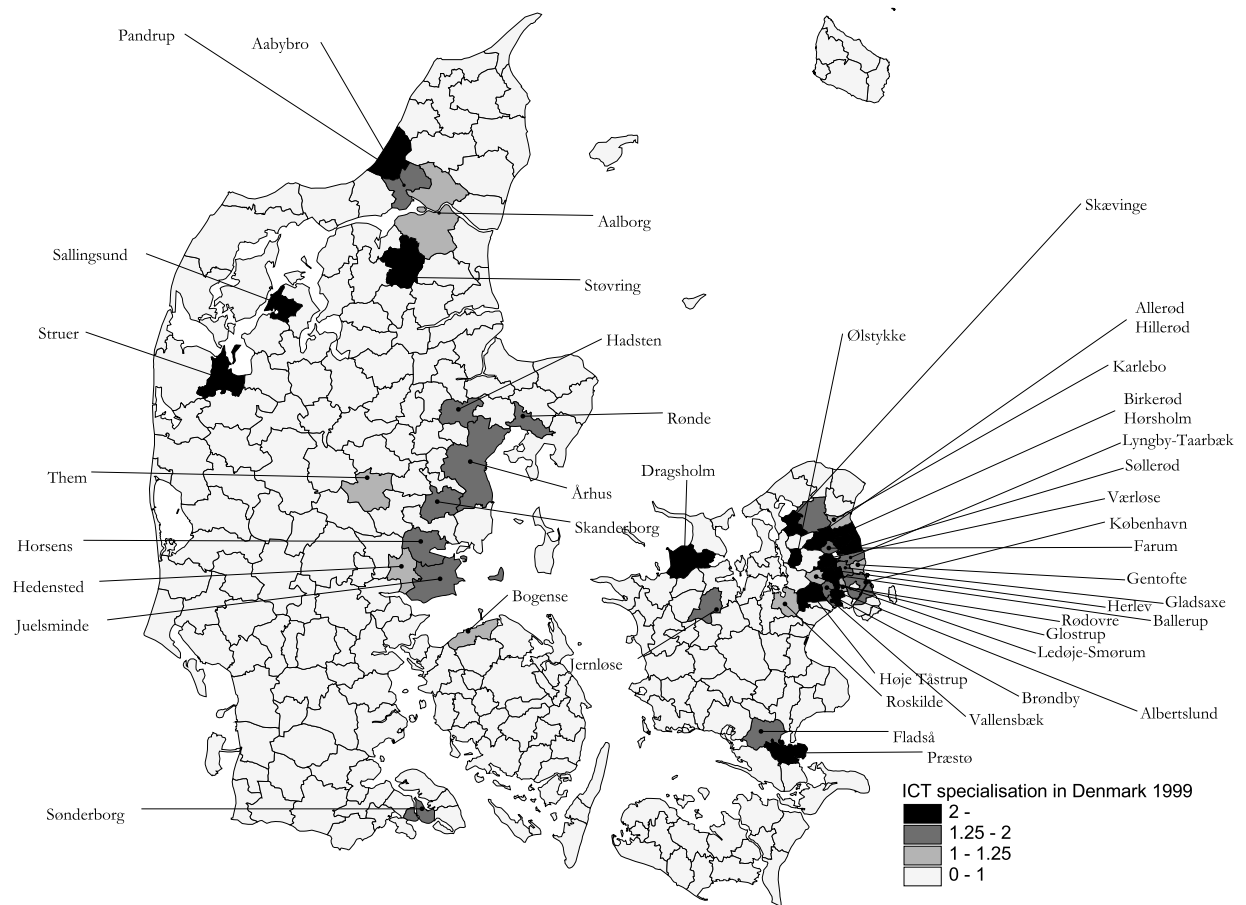 Pandrup
Aabybro
Skævinge
Aalborg
Sallingsund
Støvring
Allerød
Hillerød
Struer
Hadsten
Ølstykke
Karlebo
Birkerød
Hørsholm
Rønde
Lyngby-Taarbæk
Dragsholm
Søllerød
Them
Århus
Værløse
Skanderborg
København
Horsens
Farum
Hedensted
Gentofte
Bogense
Gladsaxe
Herlev
Juelsminde
Rødovre
Ballerup
Glostrup
Ledøje-Smørum
Jernløse
Høje Tåstrup
Roskilde
Brøndby
Vallensbæk
Albertslund
Fladså
Præstø
Sønderborg
ICT specialisation in Denmark 1999
2 -
1.25 - 2
1 - 1.25
0 - 1